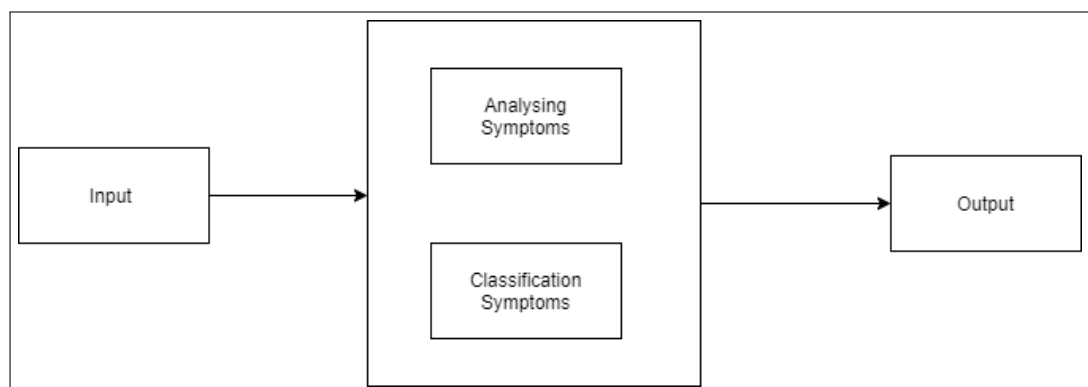 Input
Analysing
Symptoms
Classification
Symptoms
Output